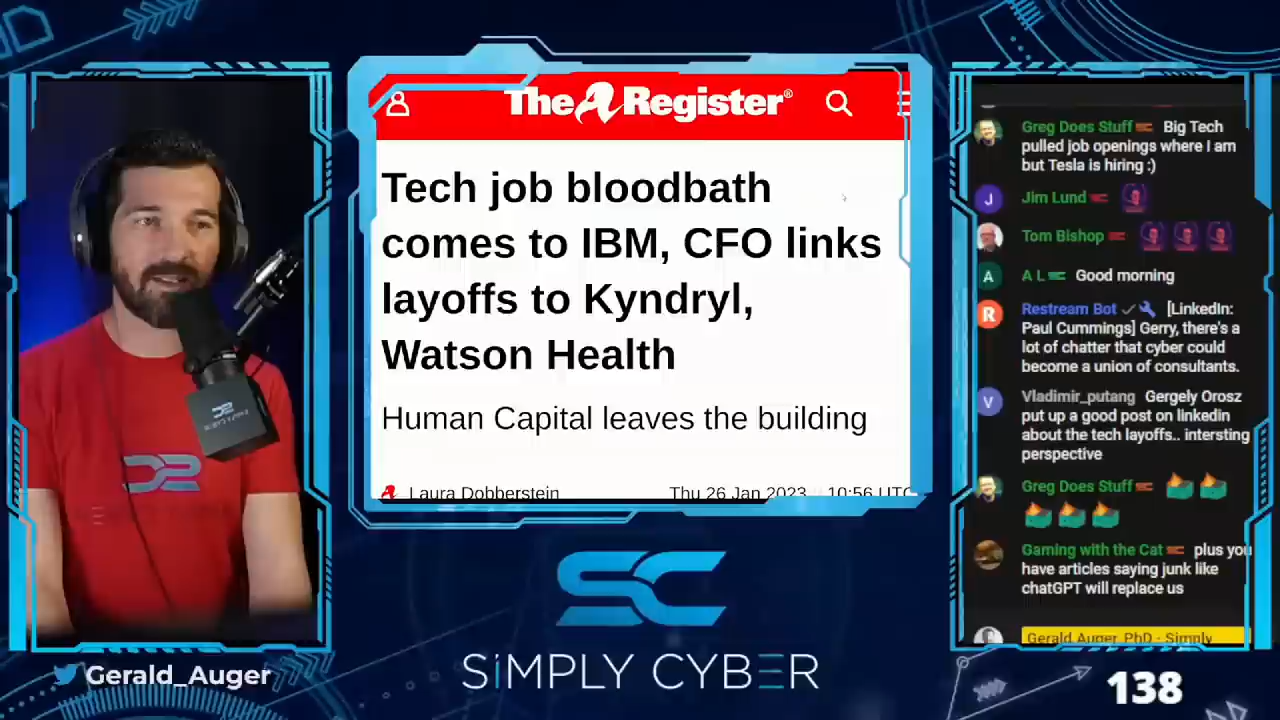 The Register®
Tech job bloodbath
comes to IBM, CFO links
layoffs to Kyndryl,
Watson Health
Human Capital leaves the building
Laura Dobberstein
Thu 26 Jan 2023
10:56 UTC
SC
SiMPLY CYBER
Gerald_Auger
Greg Does Stuff Big Tech
pulled job openings where I am
but Tesla is hiring :)
J Jim Lund
Tom Bishop
A A L Good morning
R Restream Bot [LinkedIn:
Paul Cummings] Gerry, there's a
lot of chatter that cyber could
become a union of consultants.
V Vladimir_putang Gergely Orosz
put up a good post on linkedin
about the tech layoffs.. intersting
perspective
Greg Does Stuff
Gaming with the Cat plus you
have articles saying junk like
chatGPT will replace us
Gerald Auger, PhD - Simply
138